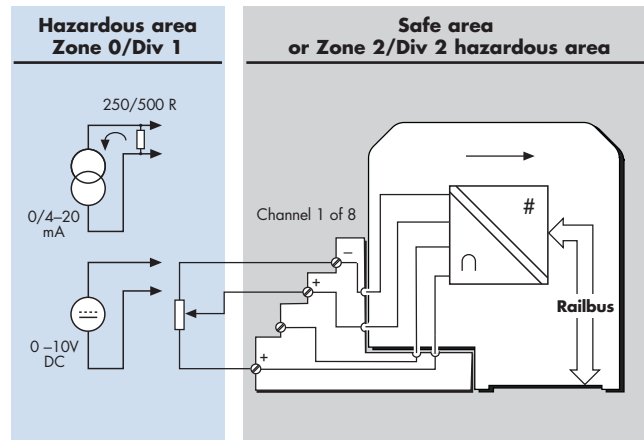 Hazardous area
Zone 0/Div 1
Safe area
or Zone 2/Div 2 hazardous area
250/500 R
0/4–20
mA
Channel 1 of 8
#
∩
–
+
+
Railbus
0 –10V
DC